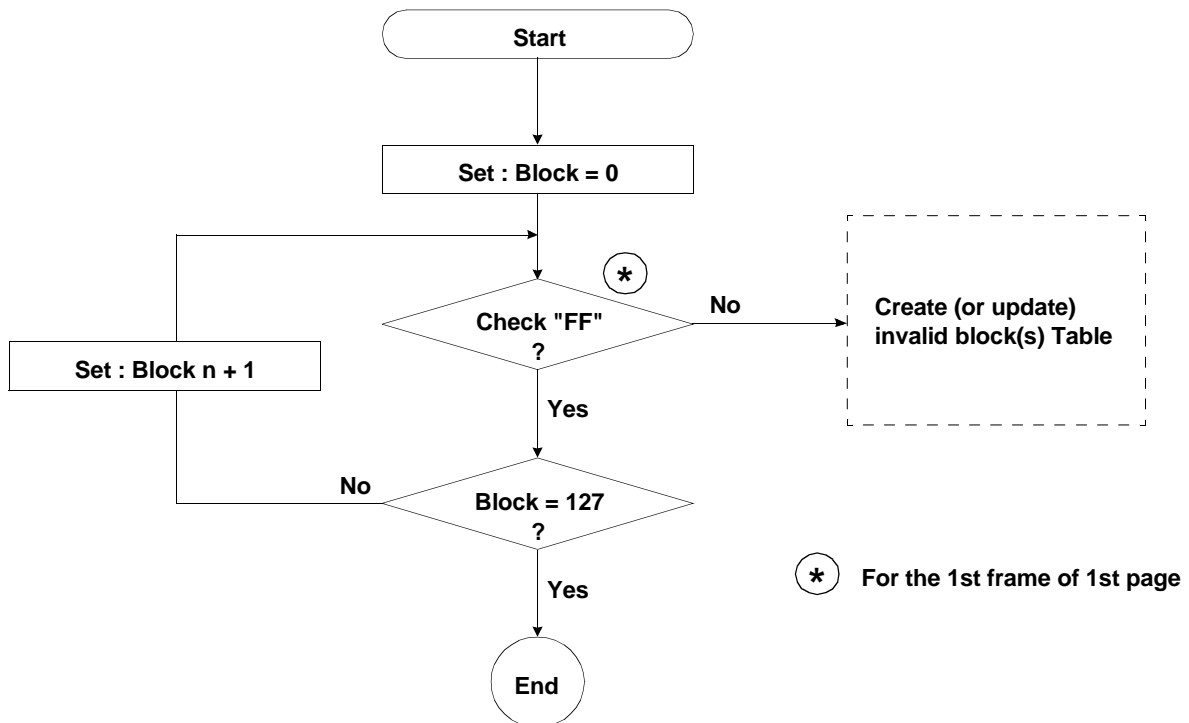 Start
Set : Block = 0
*
Check "FF"
?
No
Create (or update)
invalid block(s) Table
Set : Block n + 1
Yes
No
Block = 127
?
* For the 1st frame of 1st page
Yes
End